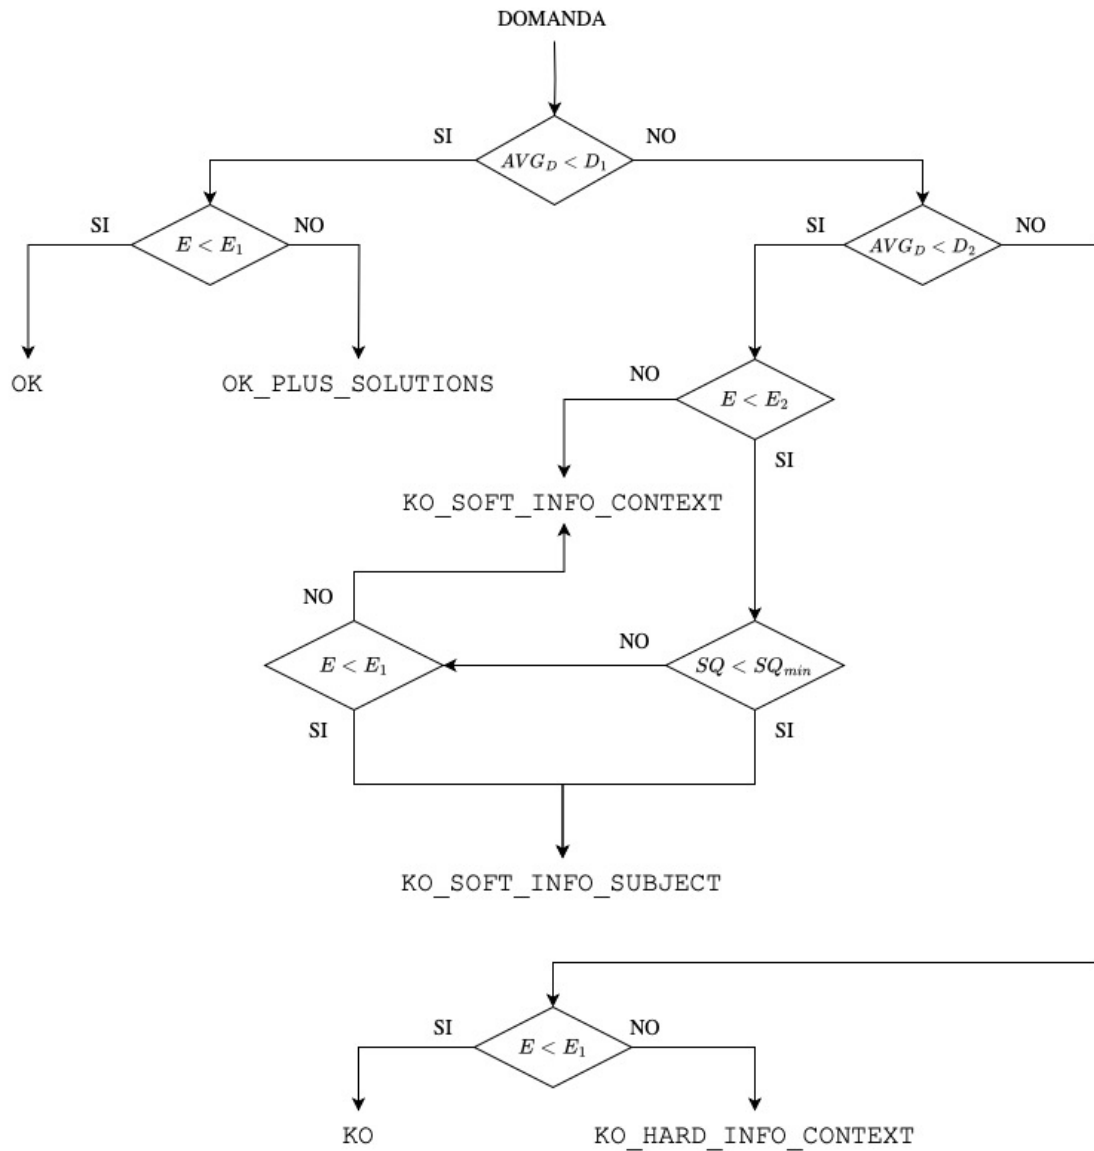 DOMANDA
SI
NO
AVG_D < D_1
SI
NO
SI
NO
E < E_1
AVG_D < D_2
OK
OK_PLUS_SOLUTIONS
NO
E < E_2
SI
KO_SOFT_INFO_CONTEXT
NO
NO
E < E_1
SQ < SQ_min
SI
SI
KO_SOFT_INFO_SUBJECT
SI
NO
E < E_1
KO
KO_HARD_INFO_CONTEXT